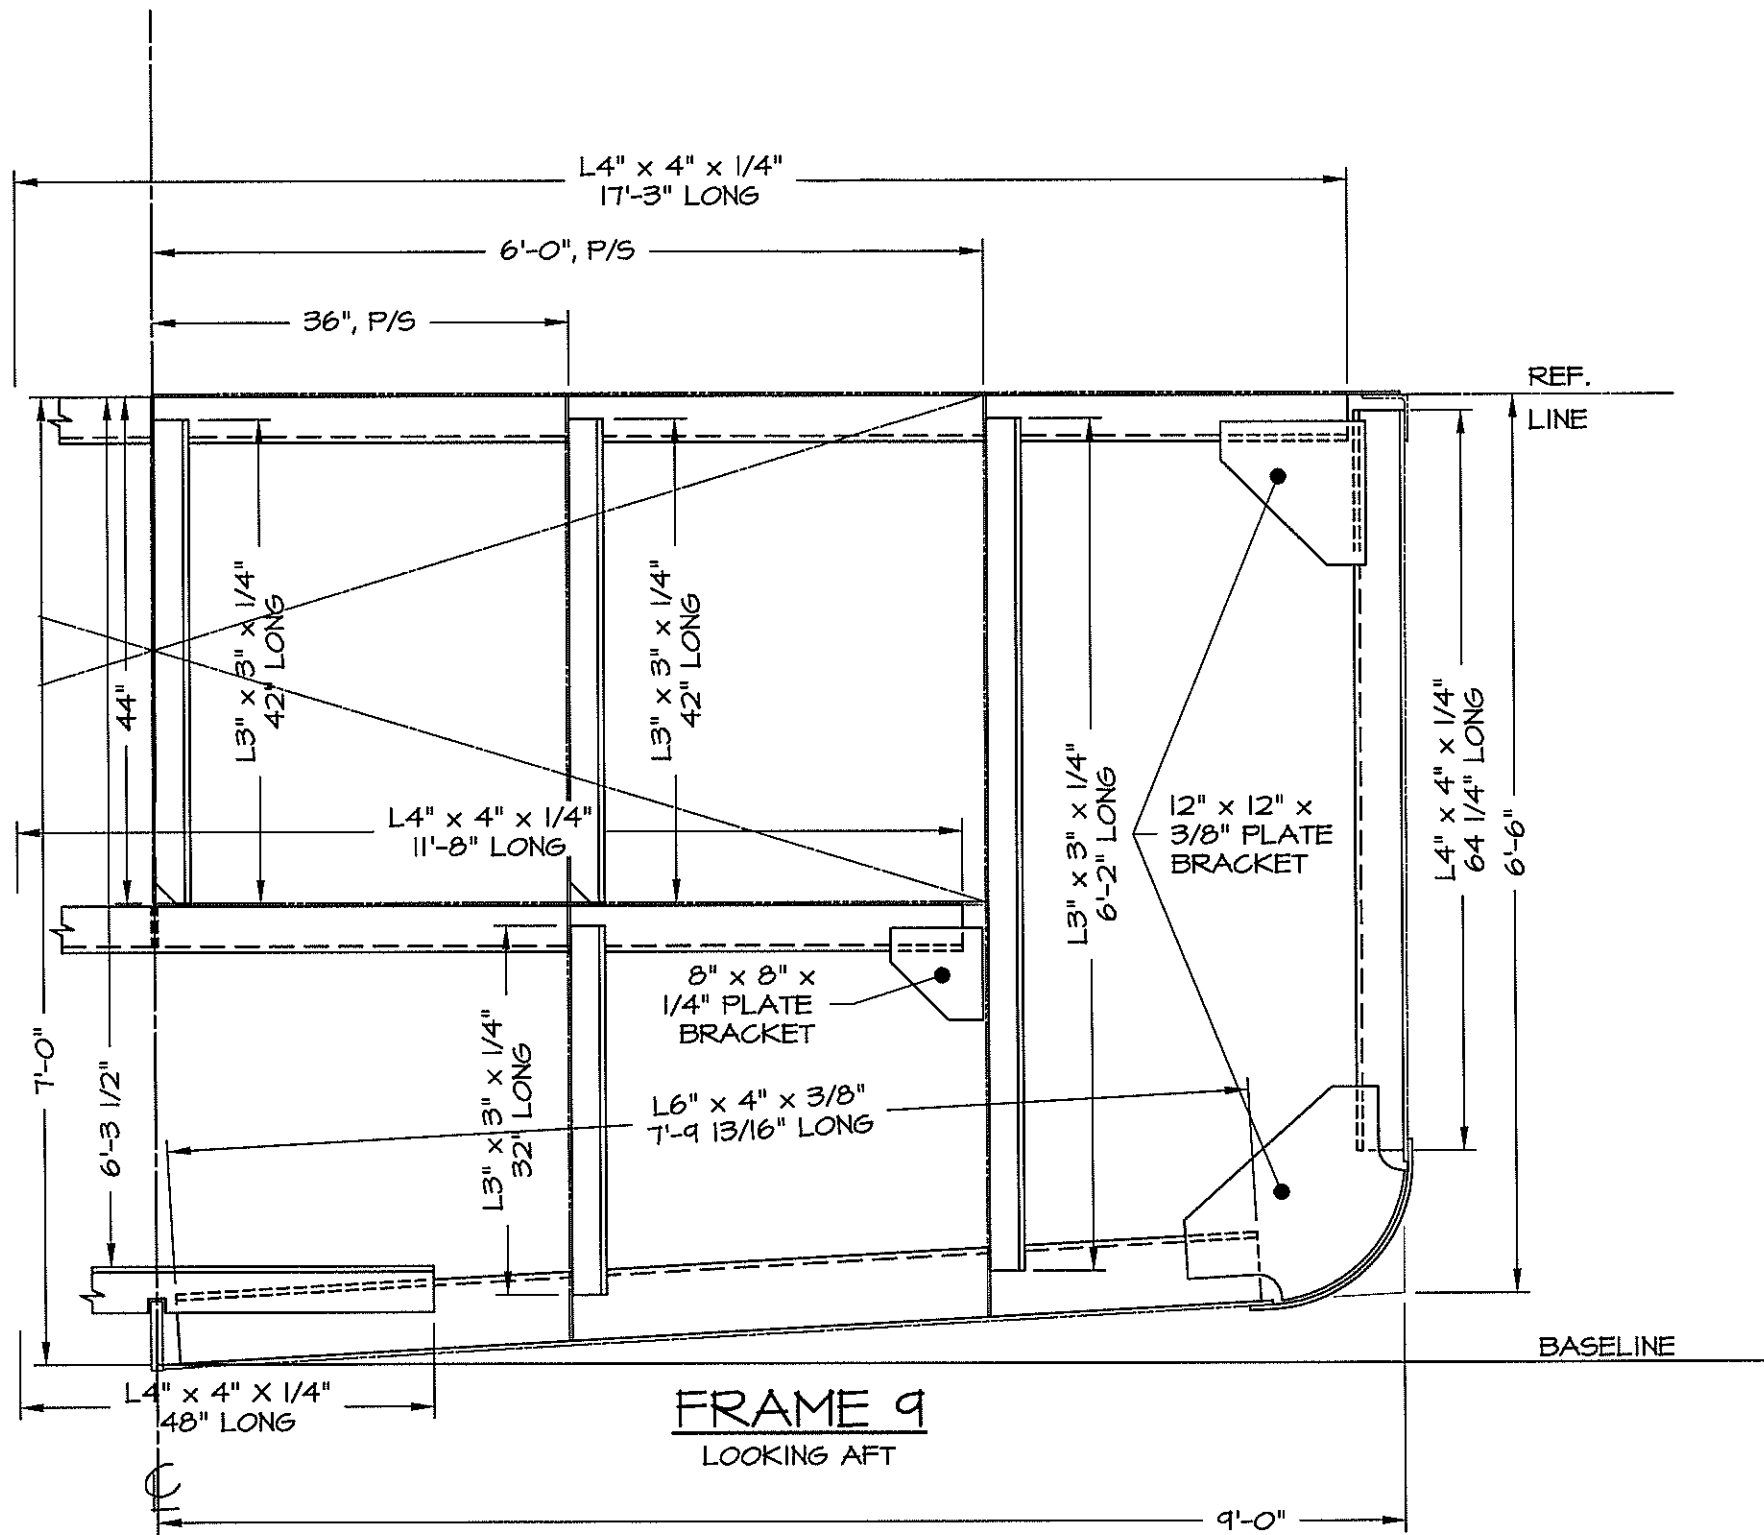 L4" x 4" x 1/4"
17'-3" LONG
6'-0", P/S
36", P/S
REF.
LINE
L3" x 3" x 1/4"
42" LONG
L3" x 3" x 1/4"
42" LONG
44"
L4" x 4" x 1/4"
11'-8" LONG
L3" x 3" x 1/4"
6'-2" LONG
12" x 12" x
3/8" PLATE
BRACKET
L4" x 4" x 1/4"
64 1/4" LONG
6'-6"
8" x 8" x
1/4" PLATE
BRACKET
7'-0"
6'-3 1/2"
L3" x 3" x 1/4"
32" LONG
L6" x 4" x 3/8"
7'-9 13/16" LONG
BASELINE
L4" x 4" X 1/4"
48" LONG
FRAME 9
LOOKING AFT
℄
9'-0"